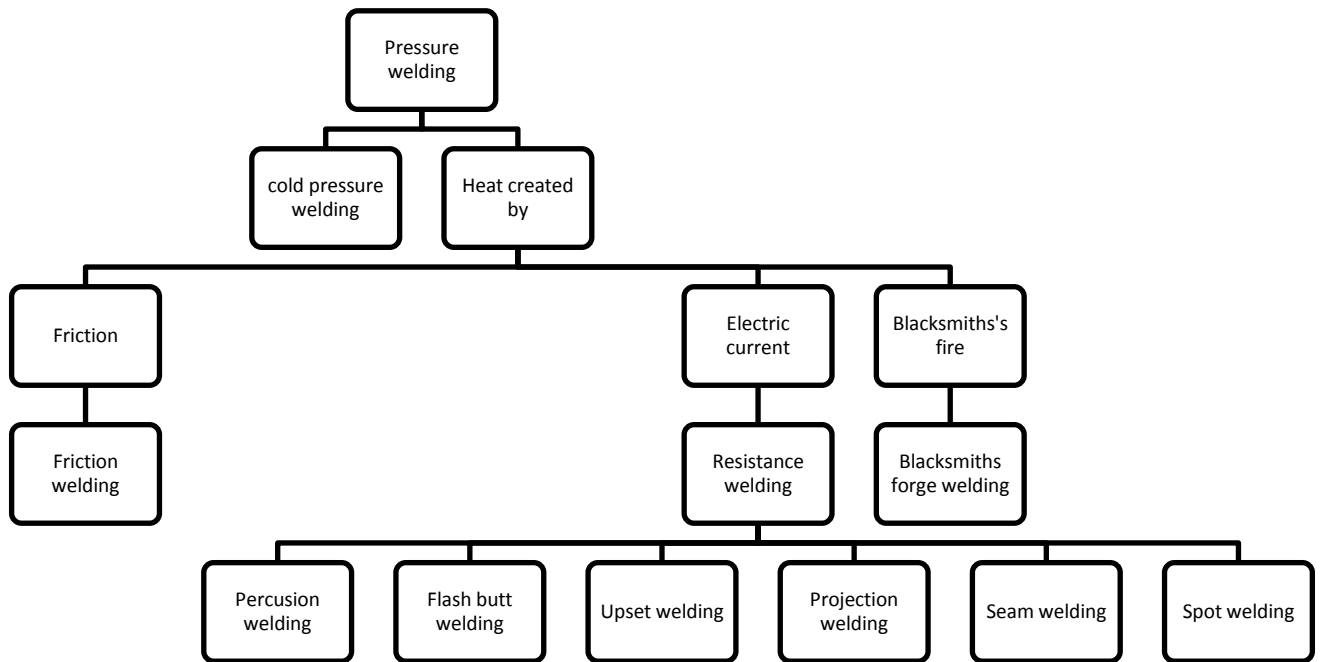 Pressure
welding
cold pressure
welding
Heat created
by
Friction
Electric
current
Blacksmiths's
fire
Friction
welding
Resistance
welding
Blacksmiths
forge welding
Percusion
welding
Flash butt
welding
Upset welding
Projection
welding
Seam welding
Spot welding